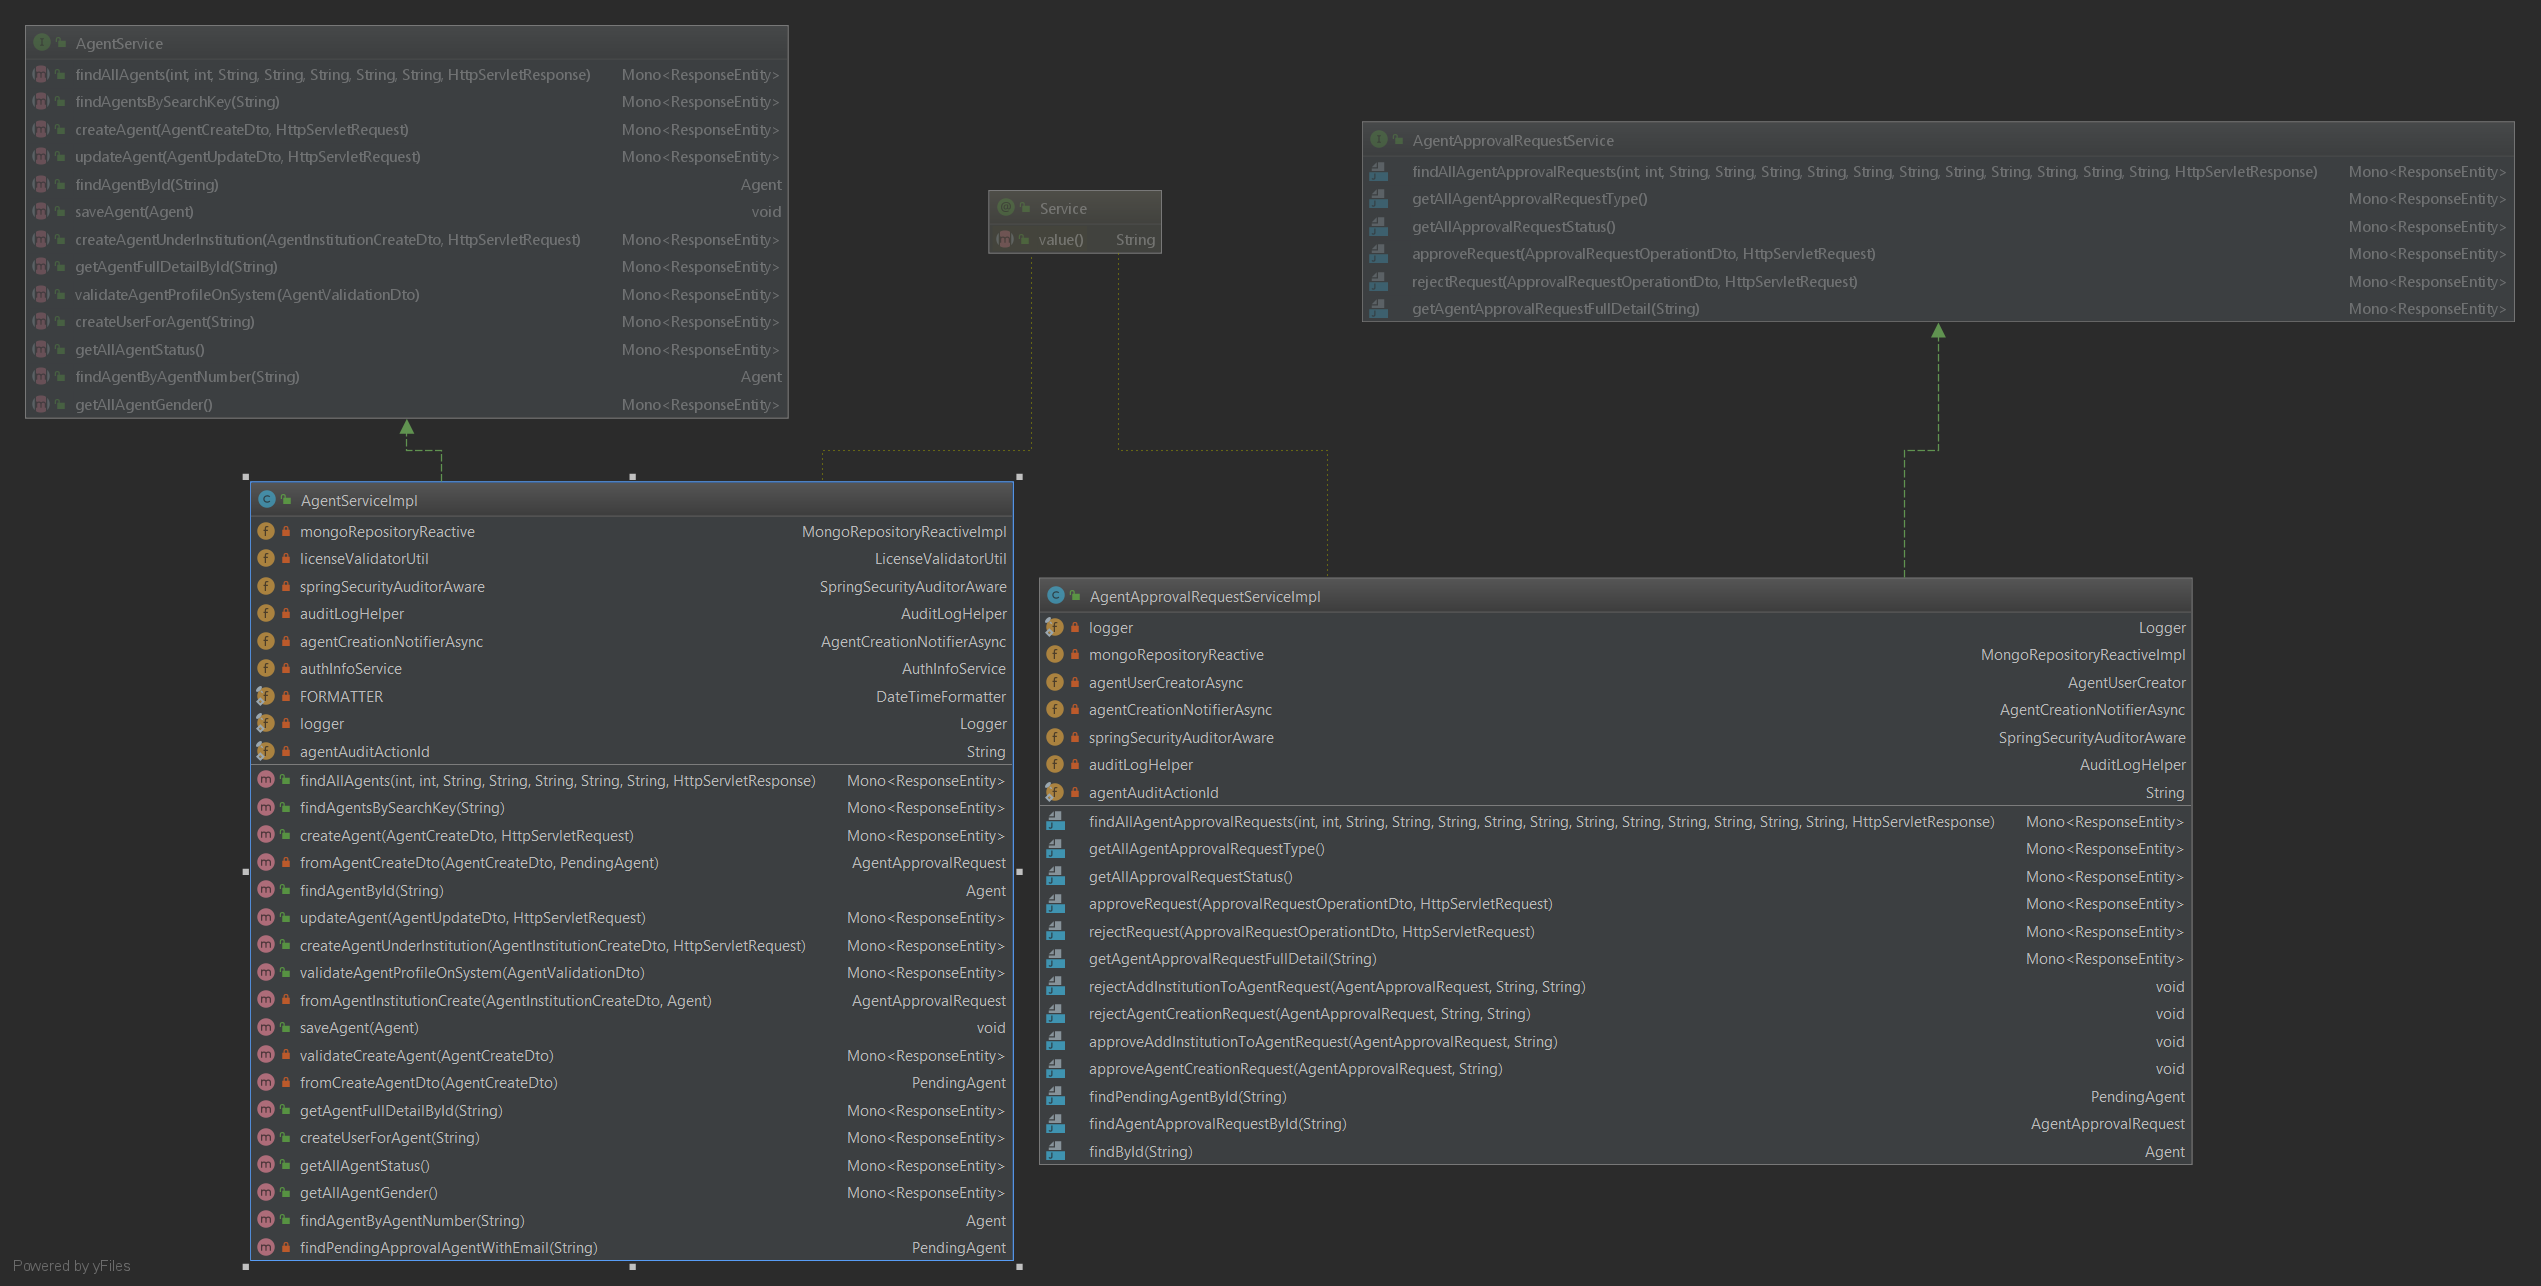 AgentService
findAllAgents(int, int, String, String, String, String, String, HttpServletResponse) Mono<ResponseEntity>
findAgentsBySearchKey(String) Mono<ResponseEntity>
createAgent(AgentCreateDto, HttpServletRequest) Mono<ResponseEntity>
updateAgent(AgentUpdateDto, HttpServletRequest) Mono<ResponseEntity>
findAgentById(String) Agent
saveAgent(Agent) void
createAgentUnderInstitution(AgentInstitutionCreateDto, HttpServletRequest) Mono<ResponseEntity>
getAgentFullDetailById(String) Mono<ResponseEntity>
validateAgentProfileOnSystem(AgentValidationDto) Mono<ResponseEntity>
createUserForAgent(String) Mono<ResponseEntity>
getAllAgentStatus() Mono<ResponseEntity>
findAgentByAgentNumber(String) Agent
getAllAgentGender() Mono<ResponseEntity>
Service
value() String
AgentApprovalRequestService
findAllAgentApprovalRequests(int, int, String, String, String, String, String, String, String, String, String, String, String, HttpServletResponse) Mono<ResponseEntity>
getAllAgentApprovalRequestType() Mono<ResponseEntity>
getAllApprovalRequestStatus() Mono<ResponseEntity>
approveRequest(ApprovalRequestOperationtDto, HttpServletRequest) Mono<ResponseEntity>
rejectRequest(ApprovalRequestOperationtDto, HttpServletRequest) Mono<ResponseEntity>
getAgentApprovalRequestFullDetail(String) Mono<ResponseEntity>
AgentServiceImpl
mongoRepositoryReactive MongoRepositoryReactiveImpl
licenseValidatorUtil LicenseValidatorUtil
springSecurityAuditorAware SpringSecurityAuditorAware
auditLogHelper AuditLogHelper
agentCreationNotifierAsync AgentCreationNotifierAsync
authInfoService AuthInfoService
FORMATTER DateTimeFormatter
logger Logger
agentAuditActionId String
findAllAgents(int, int, String, String, String, String, String, HttpServletResponse) Mono<ResponseEntity>
findAgentsBySearchKey(String) Mono<ResponseEntity>
createAgent(AgentCreateDto, HttpServletRequest) Mono<ResponseEntity>
fromAgentCreateDto(AgentCreateDto, PendingAgent) AgentApprovalRequest
findAgentById(String) Agent
updateAgent(AgentUpdateDto, HttpServletRequest) Mono<ResponseEntity>
createAgentUnderInstitution(AgentInstitutionCreateDto, HttpServletRequest) Mono<ResponseEntity>
validateAgentProfileOnSystem(AgentValidationDto) Mono<ResponseEntity>
fromAgentInstitutionCreate(AgentInstitutionCreateDto, Agent) AgentApprovalRequest
saveAgent(Agent) void
validateCreateAgent(AgentCreateDto) Mono<ResponseEntity>
fromCreateAgentDto(AgentCreateDto) PendingAgent
getAgentFullDetailById(String) Mono<ResponseEntity>
createUserForAgent(String) Mono<ResponseEntity>
getAllAgentStatus() Mono<ResponseEntity>
getAllAgentGender() Mono<ResponseEntity>
findAgentByAgentNumber(String) Agent
findPendingApprovalAgentWithEmail(String) PendingAgent
AgentApprovalRequestServiceImpl
logger Logger
mongoRepositoryReactive MongoRepositoryReactiveImpl
agentUserCreatorAsync AgentUserCreator
agentCreationNotifierAsync AgentCreationNotifierAsync
springSecurityAuditorAware SpringSecurityAuditorAware
auditLogHelper AuditLogHelper
agentAuditActionId String
findAllAgentApprovalRequests(int, int, String, String, String, String, String, String, String, String, String, String, String, HttpServletResponse) Mono<ResponseEntity>
getAllAgentApprovalRequestType() Mono<ResponseEntity>
getAllApprovalRequestStatus() Mono<ResponseEntity>
approveRequest(ApprovalRequestOperationtDto, HttpServletRequest) Mono<ResponseEntity>
rejectRequest(ApprovalRequestOperationtDto, HttpServletRequest) Mono<ResponseEntity>
getAgentApprovalRequestFullDetail(String) Mono<ResponseEntity>
rejectAddInstitutionToAgentRequest(AgentApprovalRequest, String, String) void
rejectAgentCreationRequest(AgentApprovalRequest, String, String) void
approveAddInstitutionToAgentRequest(AgentApprovalRequest, String) void
approveAgentCreationRequest(AgentApprovalRequest, String) void
findPendingAgentById(String) PendingAgent
findAgentApprovalRequestById(String) AgentApprovalRequest
findById(String) Agent
Powered by yFiles